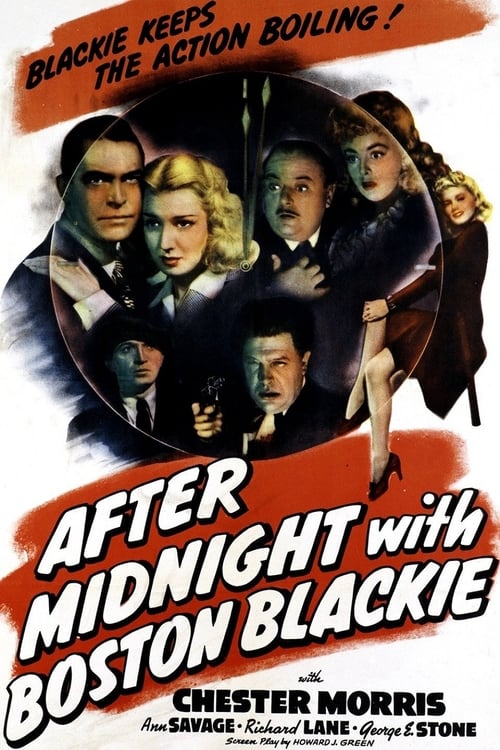 BLACKIE KEEPS
THE ACTION BOILING!
AFTER
MIDNIGHT with
BOSTON BLACKIE
with
CHESTER MORRIS
Ann SAVAGE • Richard LANE • George E. STONE
Screen Play by HOWARD J. GREEN